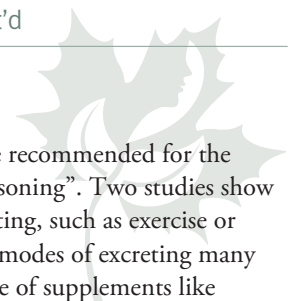 t'd
e recommended for the
soning”. Two studies show
ting, such as exercise or
modes of excreting many
e of supplements like